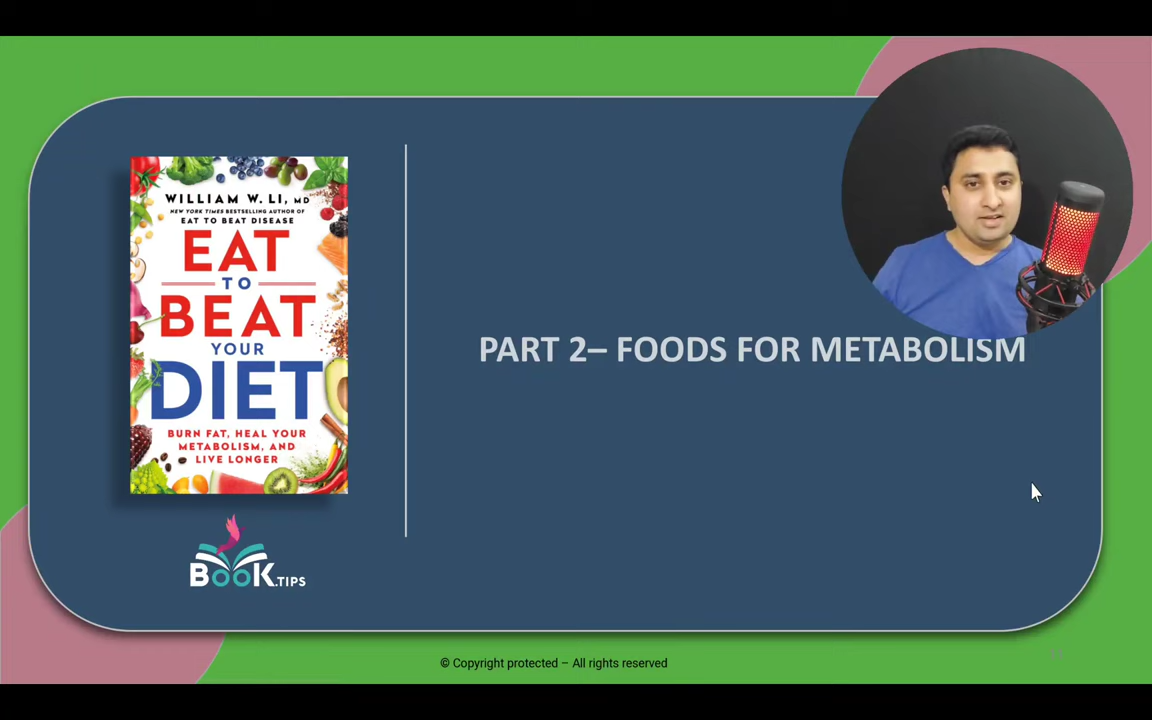 WILLIAM W. LI, MD
NEW YORK TIMES BESTSELLING AUTHOR OF
EAT TO BEAT DISEASE
EAT
TO
BEAT
YOUR
DIET
BURN FAT, HEAL YOUR
METABOLISM, AND
LIVE LONGER
BOOK.TIPS
PART 2– FOODS FOR METABOLISM
© Copyright protected – All rights reserved